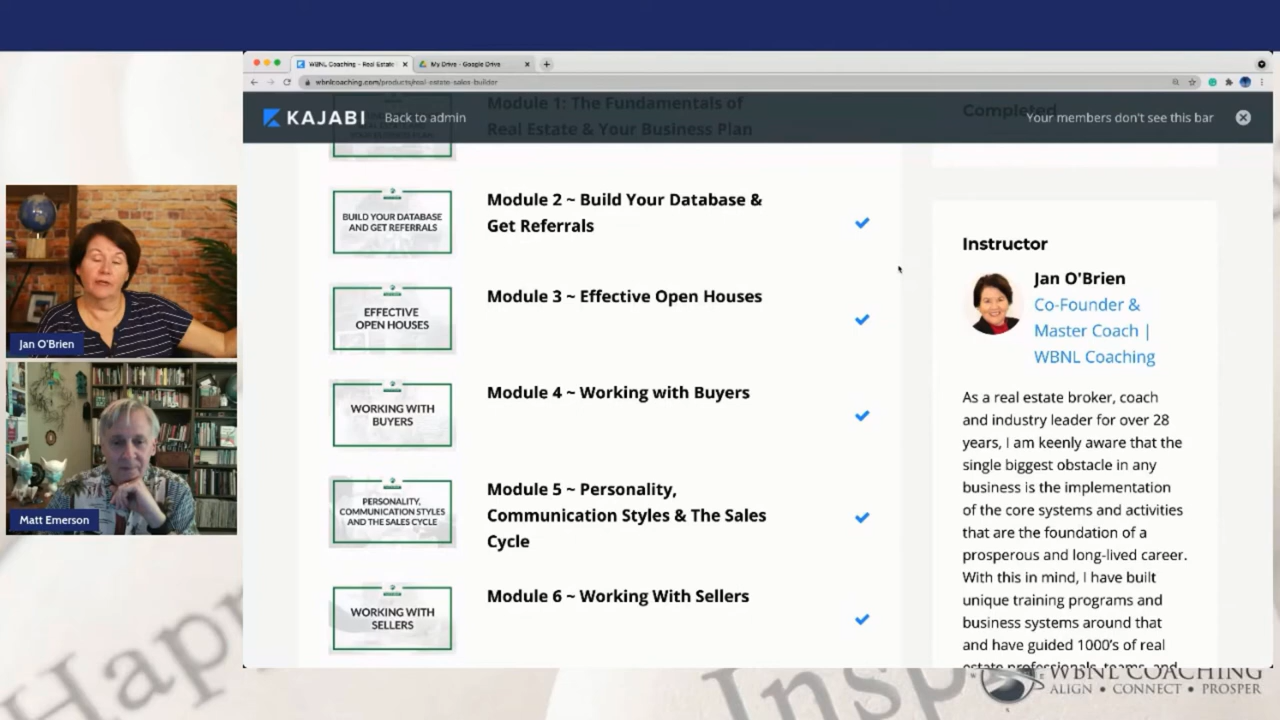 WBNL Coaching - Real Estate
My Drive - Google Drive
wbnlcoaching.com/products/real-estate-sales-builder
KAJABI
Back to admin
Your members don't see this bar
Module 1: The Fundamentals of
Real Estate & Your Business Plan
Completed
BUILD YOUR DATABASE
AND GET REFERRALS
Module 2 ~ Build Your Database &
Get Referrals
EFFECTIVE
OPEN HOUSES
Module 3 ~ Effective Open Houses
WORKING WITH
BUYERS
Module 4 ~ Working with Buyers
PERSONALITY,
COMMUNICATION STYLES
AND THE SALES CYCLE
Module 5 ~ Personality,
Communication Styles & The Sales
Cycle
WORKING WITH
SELLERS
Module 6 ~ Working With Sellers
Instructor
Jan O'Brien
Co-Founder &
Master Coach |
WBNL Coaching
As a real estate broker, coach
and industry leader for over 28
years, I am keenly aware that the
single biggest obstacle in any
business is the implementation
of the core systems and activities
that are the foundation of a
prosperous and long-lived career.
With this in mind, I have built
unique training programs and
business systems around that
and have guided 1000's of real
estate professionals, teams, and
Jan O'Brien
Matt Emerson
Hap
Insp
WBNL COACHING
ALIGN • CONNECT • PROSPER